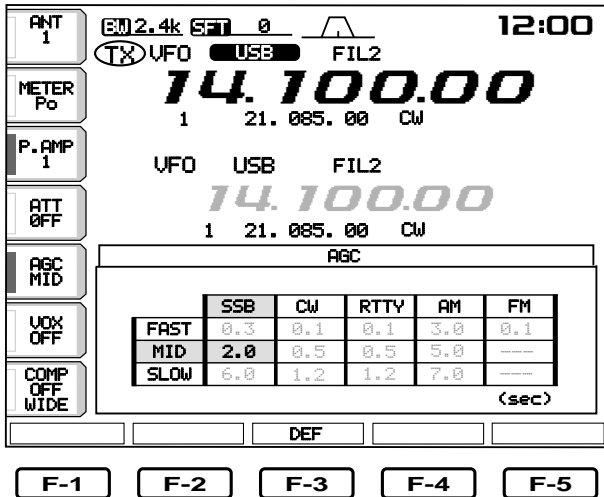 ANT
1
BW 2.4k SFT 0
12:00
TX VFO USB FIL2
METER
Po
14.100.00
1 21.085.00 CW
P.AMP
1
VFO USB FIL2
ATT
OFF
14.100.00
1 21.085.00 CW
AGC
MID
AGC
SSB CW RTTY AM FM
VOX
OFF
FAST 0.3 0.1 0.1 3.0 0.1
MID 2.0 0.5 0.5 5.0 ---
COMP
OFF
WIDE
SLOW 6.0 1.2 1.2 7.0 ---
(sec)
DEF
F-1 F-2 F-3 F-4 F-5